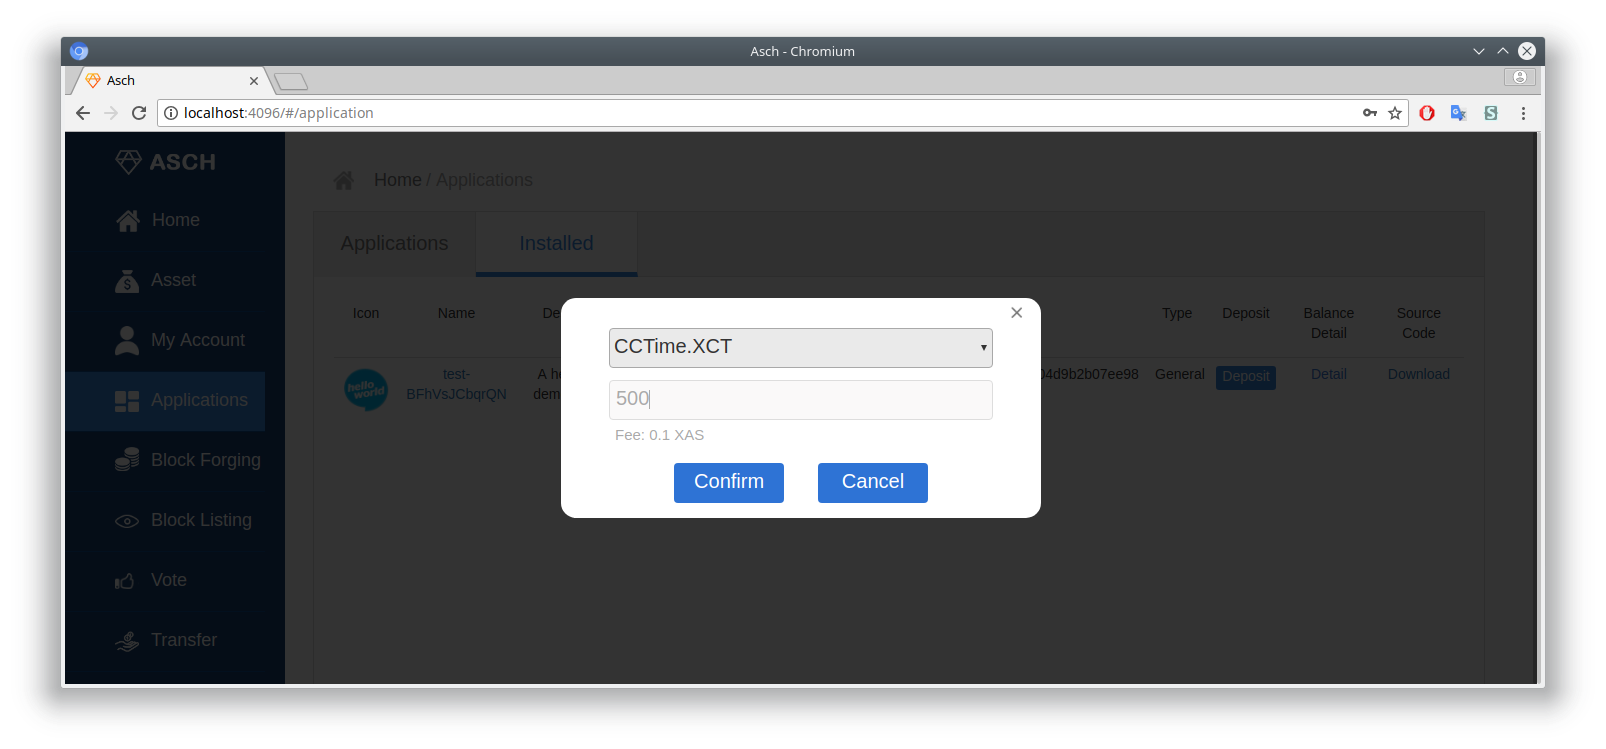 Asch - Chromium
Asch
localhost:4096/#/application
ASCH
Home
Asset
$
My Account
Applications
Block Forging
Block Listing
Vote
Transfer
Home / Applications
Applications
Installed
Icon
Name
De
Type
Deposit
Balance
Detail
Source
Code
hello
world
test-
BFhVsJCbqrQN
A he
dem
04d9b2b07ee98
General
Deposit
Detail
Download
CCTime.XCT
500
Fee: 0.1 XAS
Confirm
Cancel